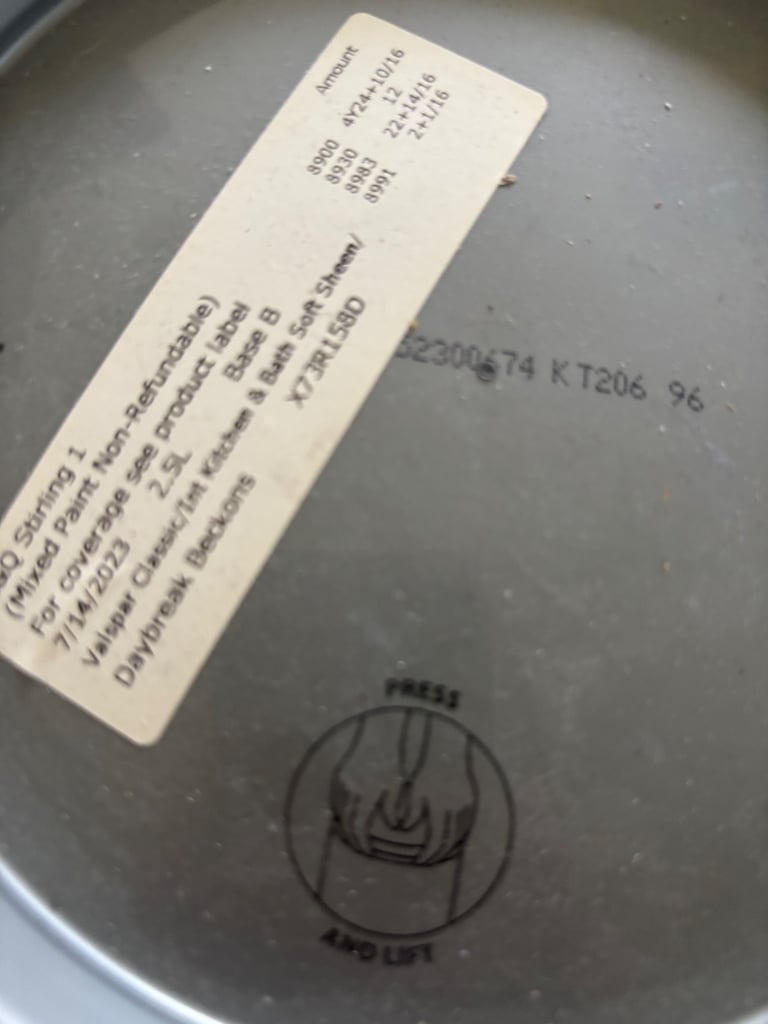 Q Stirling 1
(Mixed Paint Non-Refundable)
For coverage see product label
7/14/2023 2.5L Base B
Valspar Classic/Int Kitchen & Bath Soft Sheen/
Daybreak Beckons X73R158D
Amount
8900 4Y24+10/16
8930 12
8983 22+14/16
8991 2+1/16
52300674 KT206 96
PRESS
AND LIFT